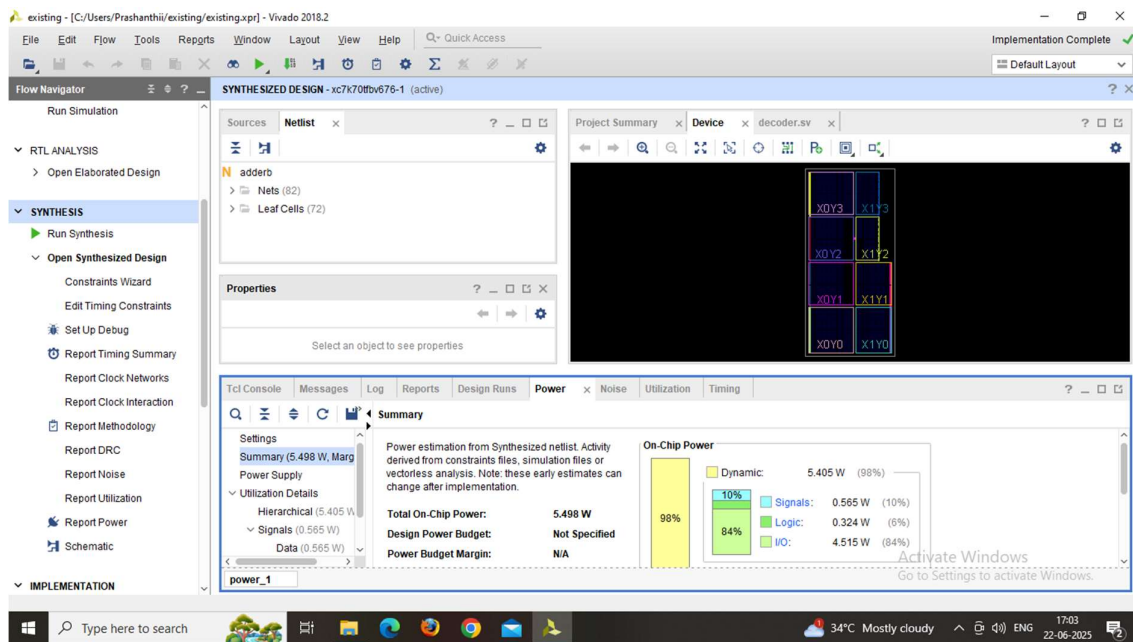 existing - [C:/Users/Prashanthii/existing/existing.xpr] - Vivado 2018.2
File Edit Flow Tools Reports Window Layout View Help Quick Access
Implementation Complete
Default Layout
Flow Navigator
SYNTHESIZED DESIGN - xc7k70tfbv676-1 (active)
Run Simulation
RTL ANALYSIS
Open Elaborated Design
SYNTHESIS
Run Synthesis
Open Synthesized Design
Constraints Wizard
Edit Timing Constraints
Set Up Debug
Report Timing Summary
Report Clock Networks
Report Clock Interaction
Report Methodology
Report DRC
Report Noise
Report Utilization
Report Power
Schematic
IMPLEMENTATION
Sources Netlist
N adderb
Nets (82)
Leaf Cells (72)
Properties
Select an object to see properties
Project Summary Device decoder.sv
X0Y3 X1Y3
X0Y2 X1Y2
X0Y1 X1Y1
X0Y0 X1Y0
Tcl Console Messages Log Reports Design Runs Power Noise Utilization Timing
Summary
Settings
Summary (5.498 W, Marg
Power Supply
Utilization Details
Hierarchical (5.405 W
Signals (0.565 W)
Data (0.565 W)
power_1
Power estimation from Synthesized netlist. Activity
derived from constraints files, simulation files or
vectorless analysis. Note: these early estimates can
change after implementation.
Total On-Chip Power: 5.498 W
Design Power Budget: Not Specified
Power Budget Margin: N/A
On-Chip Power
98%
Dynamic: 5.405 W (98%)
10%
84%
Signals: 0.565 W (10%)
Logic: 0.324 W (6%)
I/O: 4.515 W (84%)
Activate Windows
Go to Settings to activate Windows.
Type here to search
34°C Mostly cloudy
ENG
17:03
22-06-2025
2